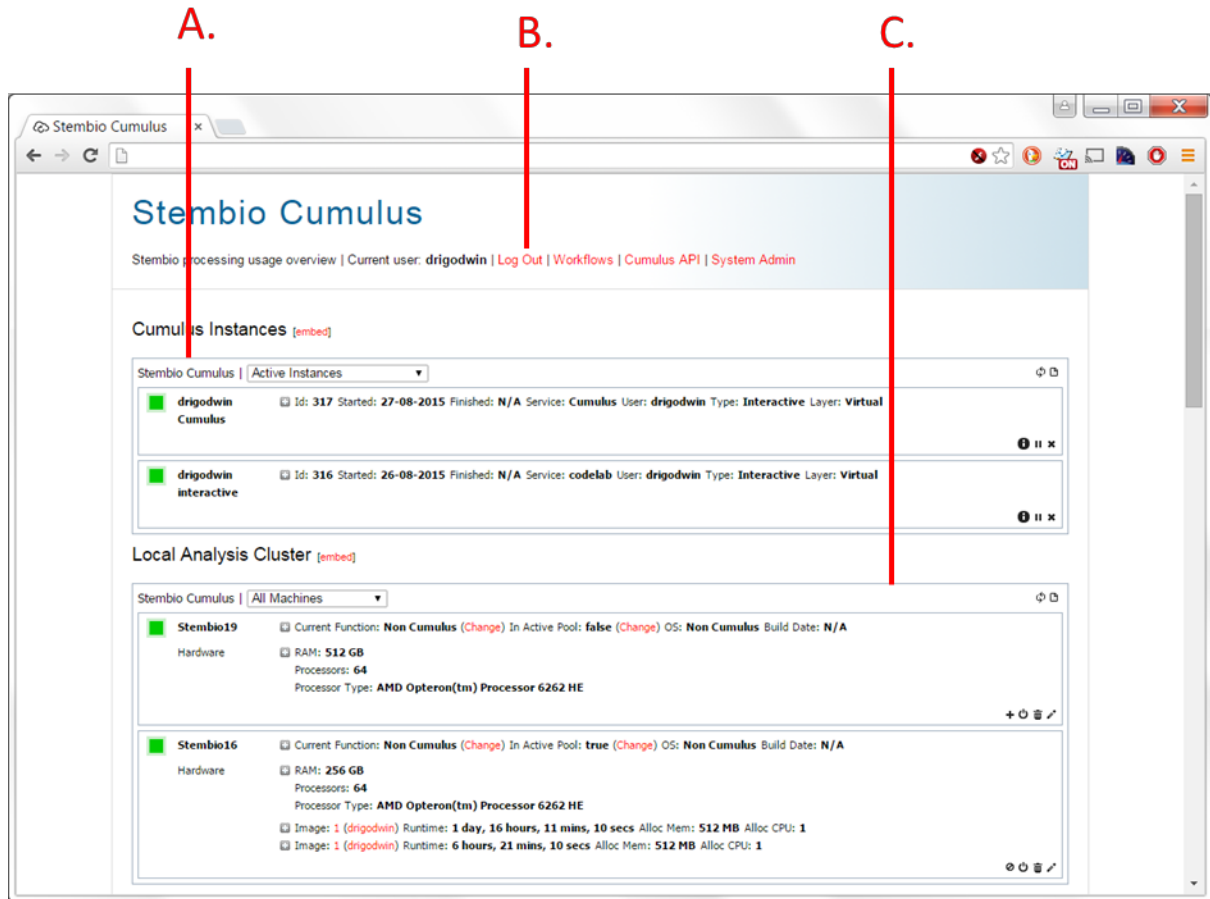 A.
B.
C.
Stembio Cumulus
ON
Stembio Cumulus
Stembio processing usage overview | Current user: drigodwin | Log Out | Workflows | Cumulus API | System Admin
Cumulus Instances [embed]
Stembio Cumulus | Active Instances
drigodwin Cumulus
Id: 317 Started: 27-08-2015 Finished: N/A Service: Cumulus User: drigodwin Type: Interactive Layer: Virtual
drigodwin interactive
Id: 316 Started: 26-08-2015 Finished: N/A Service: codelab User: drigodwin Type: Interactive Layer: Virtual
Local Analysis Cluster [embed]
Stembio Cumulus | All Machines
Stembio19 Current Function: Non Cumulus (Change) In Active Pool: false (Change) OS: Non Cumulus Build Date: N/A
Hardware RAM: 512 GB
Processors: 64
Processor Type: AMD Opteron(tm) Processor 6262 HE
Stembio16 Current Function: Non Cumulus (Change) In Active Pool: true (Change) OS: Non Cumulus Build Date: N/A
Hardware RAM: 256 GB
Processors: 64
Processor Type: AMD Opteron(tm) Processor 6262 HE
Image: 1 (drigodwin) Runtime: 1 day, 16 hours, 11 mins, 10 secs Alloc Mem: 512 MB Alloc CPU: 1
Image: 1 (drigodwin) Runtime: 6 hours, 21 mins, 10 secs Alloc Mem: 512 MB Alloc CPU: 1